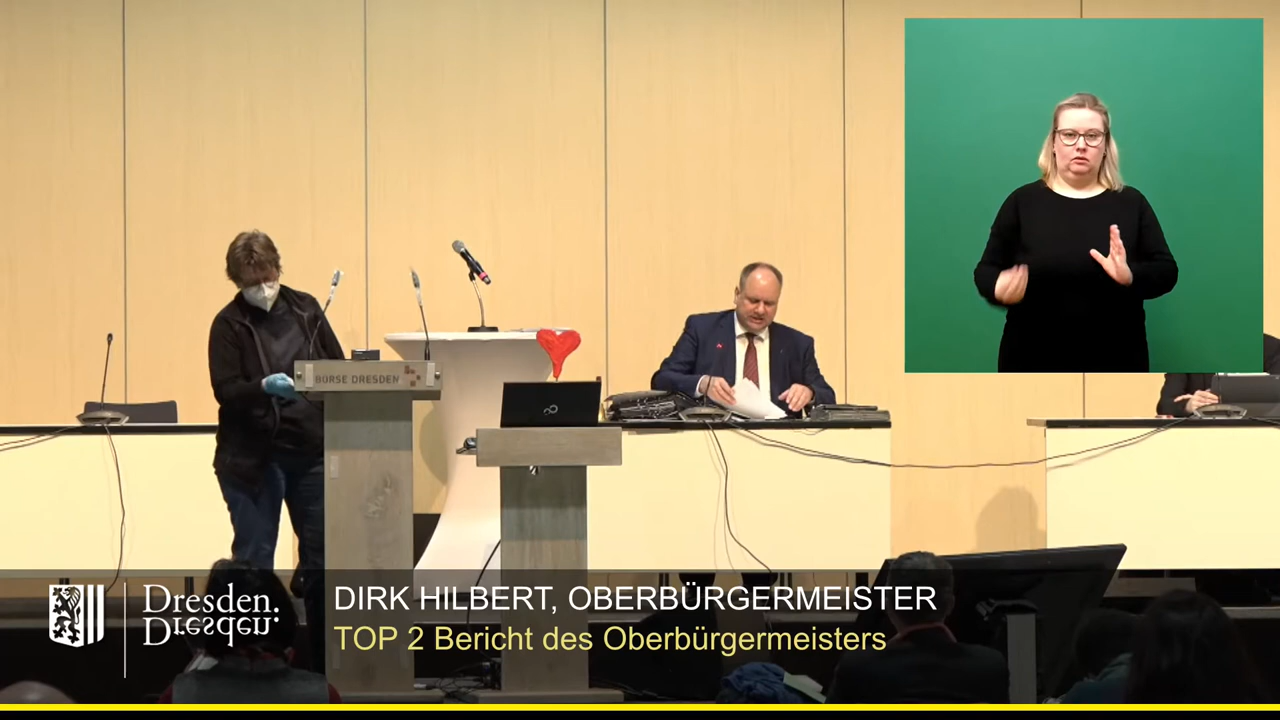 BÖRSE DRESDEN
DIRK HILBERT, OBERBÜRGERMEISTER
TOP 2 Bericht des Oberbürgermeisters
Dresden.
Dresden.